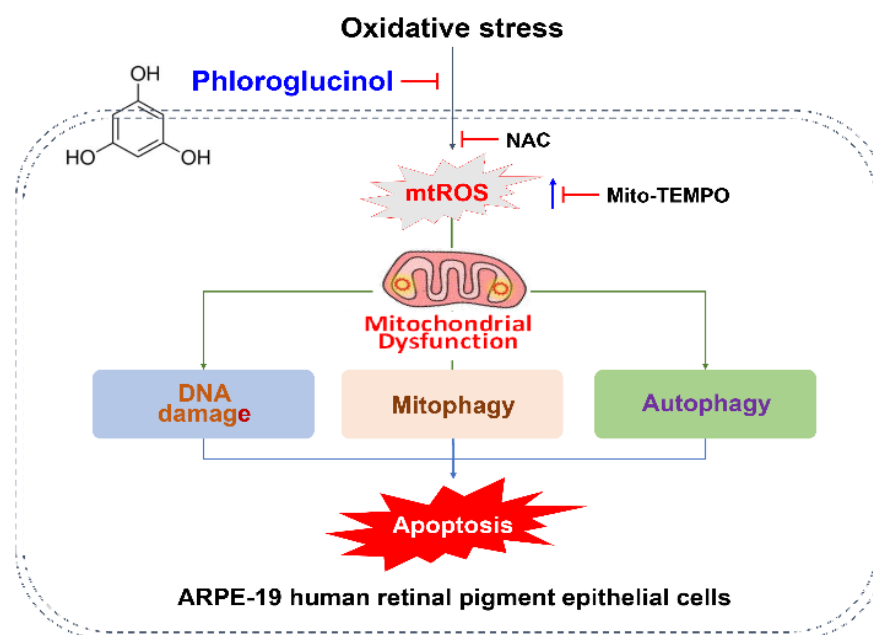 Oxidative stress
Phloroglucinol
OH
HO
OH
NAC
mtROS
Mito-TEMPO
Mitochondrial
Dysfunction
DNA
damage
Mitophagy
Autophagy
Apoptosis
ARPE-19 human retinal pigment epithelial cells